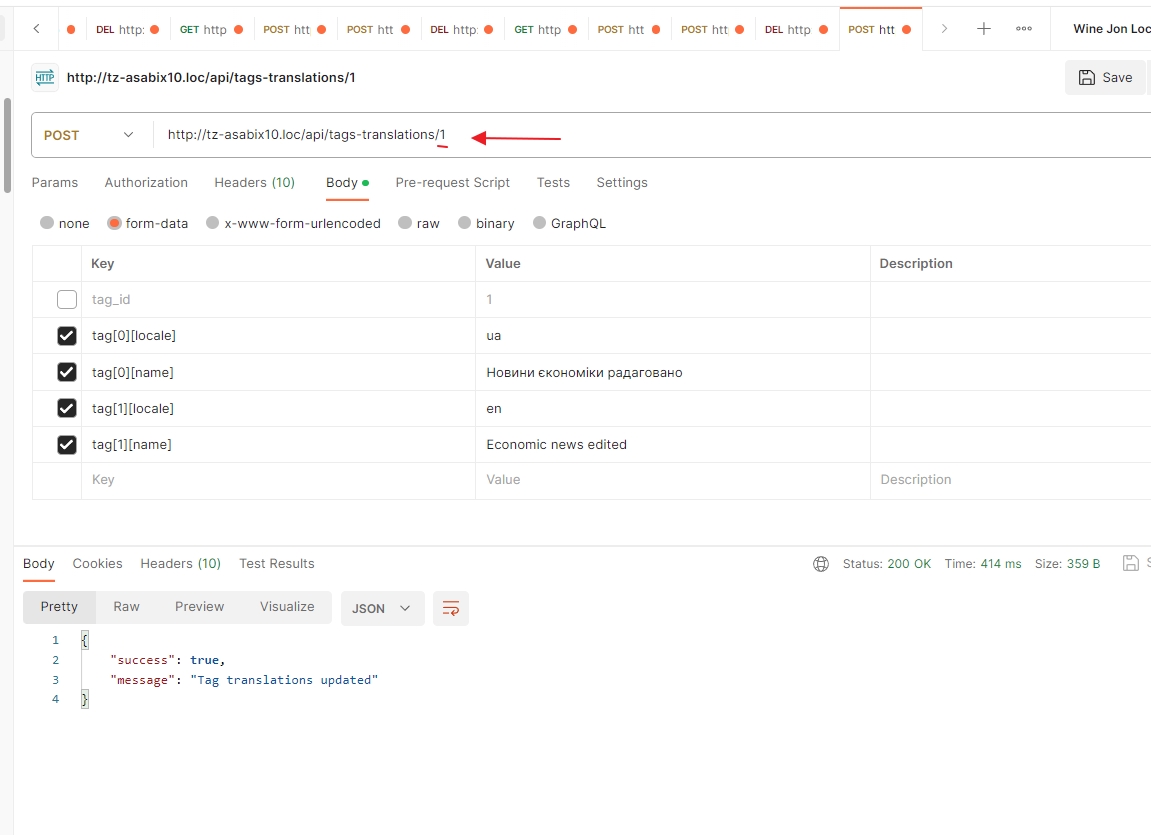 DEL http: GET http POST htt POST htt DEL http: GET http POST htt POST htt DEL http POST htt Wine Jon Loc
HTTP http://tz-asabix10.loc/api/tags-translations/1 Save
POST http://tz-asabix10.loc/api/tags-translations/1
Params Authorization Headers (10) Body Pre-request Script Tests Settings
none form-data x-www-form-urlencoded raw binary GraphQL
Key Value Description
tag_id 1
tag[0][locale] ua
tag[0][name] Новини єкономіки радаговано
tag[1][locale] en
tag[1][name] Economic news edited
Key Value Description
Body Cookies Headers (10) Test Results Status: 200 OK Time: 414 ms Size: 359 B S
Pretty Raw Preview Visualize JSON
1 {
2 "success": true,
3 "message": "Tag translations updated"
4 }